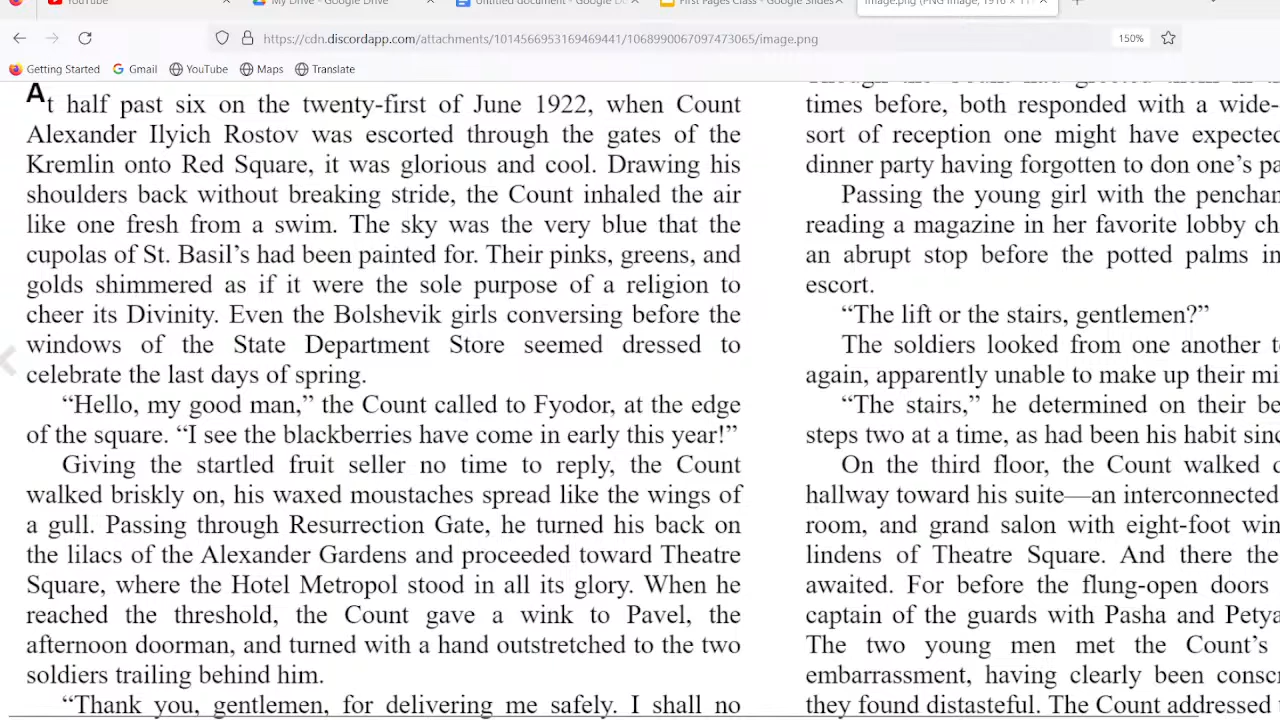 YouTube
My Drive - Google Drive
Untitled document - Google Do
First Pages Class - Google Slides
image.png (PNG Image, 1916 × 11
https://cdn.discordapp.com/attachments/1014566953169469441/1068990067097473065/image.png
150%
Getting Started
Gmail
YouTube
Maps
Translate
At half past six on the twenty-first of June 1922, when Count
Alexander Ilyich Rostov was escorted through the gates of the
Kremlin onto Red Square, it was glorious and cool. Drawing his
shoulders back without breaking stride, the Count inhaled the air
like one fresh from a swim. The sky was the very blue that the
cupolas of St. Basil’s had been painted for. Their pinks, greens, and
golds shimmered as if it were the sole purpose of a religion to
cheer its Divinity. Even the Bolshevik girls conversing before the
windows of the State Department Store seemed dressed to
celebrate the last days of spring.
“Hello, my good man,” the Count called to Fyodor, at the edge
of the square. “I see the blackberries have come in early this year!”
Giving the startled fruit seller no time to reply, the Count
walked briskly on, his waxed moustaches spread like the wings of
a gull. Passing through Resurrection Gate, he turned his back on
the lilacs of the Alexander Gardens and proceeded toward Theatre
Square, where the Hotel Metropol stood in all its glory. When he
reached the threshold, the Count gave a wink to Pavel, the
afternoon doorman, and turned with a hand outstretched to the two
soldiers trailing behind him.
“Thank you, gentlemen, for delivering me safely. I shall no
times before, both responded with a wide-
sort of reception one might have expected
dinner party having forgotten to don one’s pa
Passing the young girl with the penchan
reading a magazine in her favorite lobby ch
an abrupt stop before the potted palms in
escort.
“The lift or the stairs, gentlemen?”
The soldiers looked from one another to
again, apparently unable to make up their mi
“The stairs,” he determined on their be
steps two at a time, as had been his habit sinc
On the third floor, the Count walked d
hallway toward his suite—an interconnected
room, and grand salon with eight-foot win
lindens of Theatre Square. And there the
awaited. For before the flung-open doors
captain of the guards with Pasha and Petya
The two young men met the Count’s
embarrassment, having clearly been conscr
they found distasteful. The Count addressed